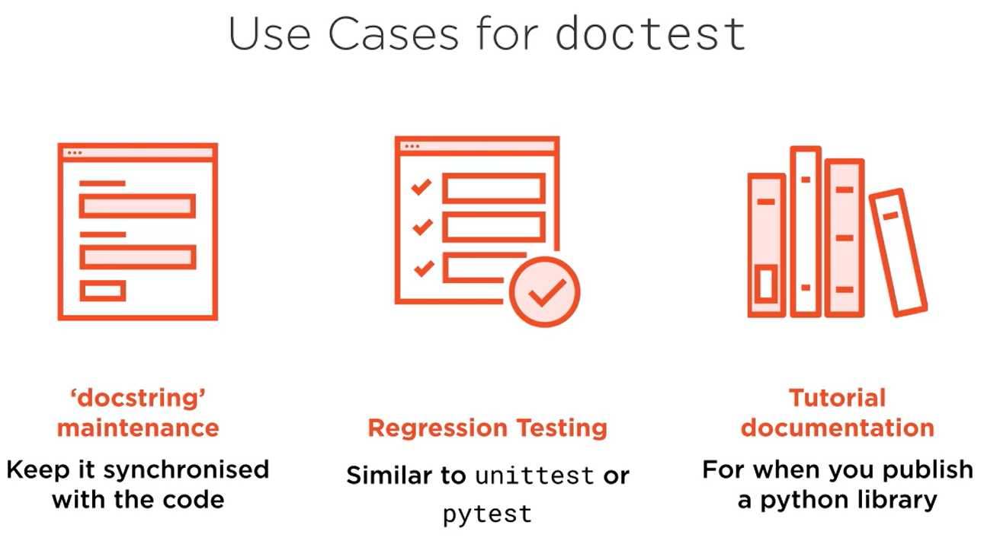 Use Cases for doctest
‘docstring’
maintenance
Keep it synchronised
with the code
Regression Testing
Similar to unittest or
pytest
Tutorial
documentation
For when you publish
a python library